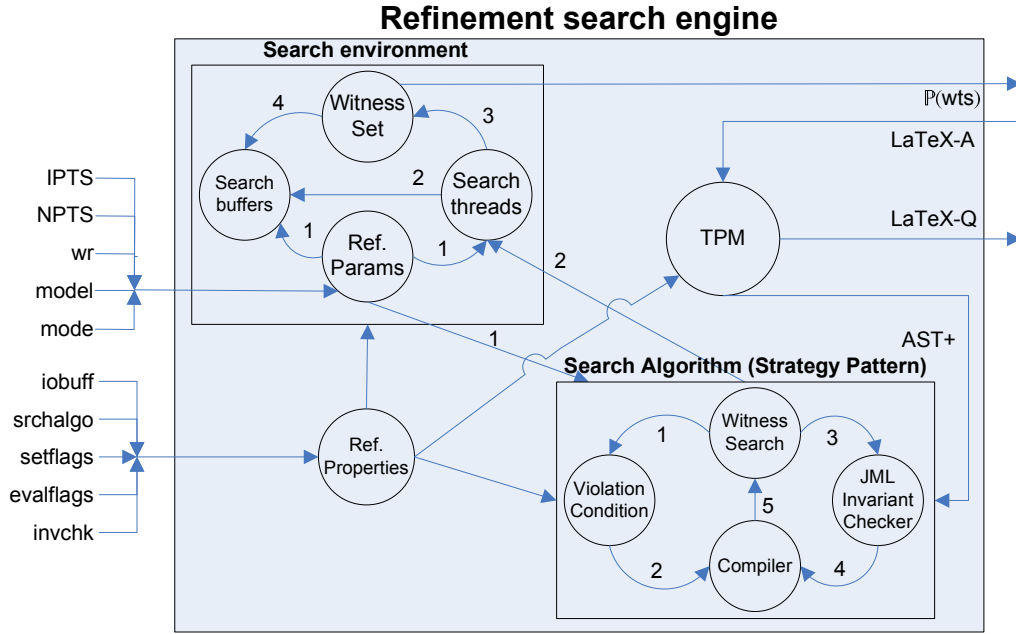 Refinement search engine
Search environment
Witness
Set
4
3
ℙ(wts)
LaTeX-A
IPTS
NPTS
wr
model
mode
Search
buffers
2
Search
threads
1
Ref.
Params
1
TPM
LaTeX-Q
2
1
AST+
Search Algorithm (Strategy Pattern)
iobuff
srchalgo
setflags
evalflags
invchk
Ref.
Properties
Witness
Search
1
3
Violation
Condition
JML
Invariant
Checker
5
2
Compiler
4